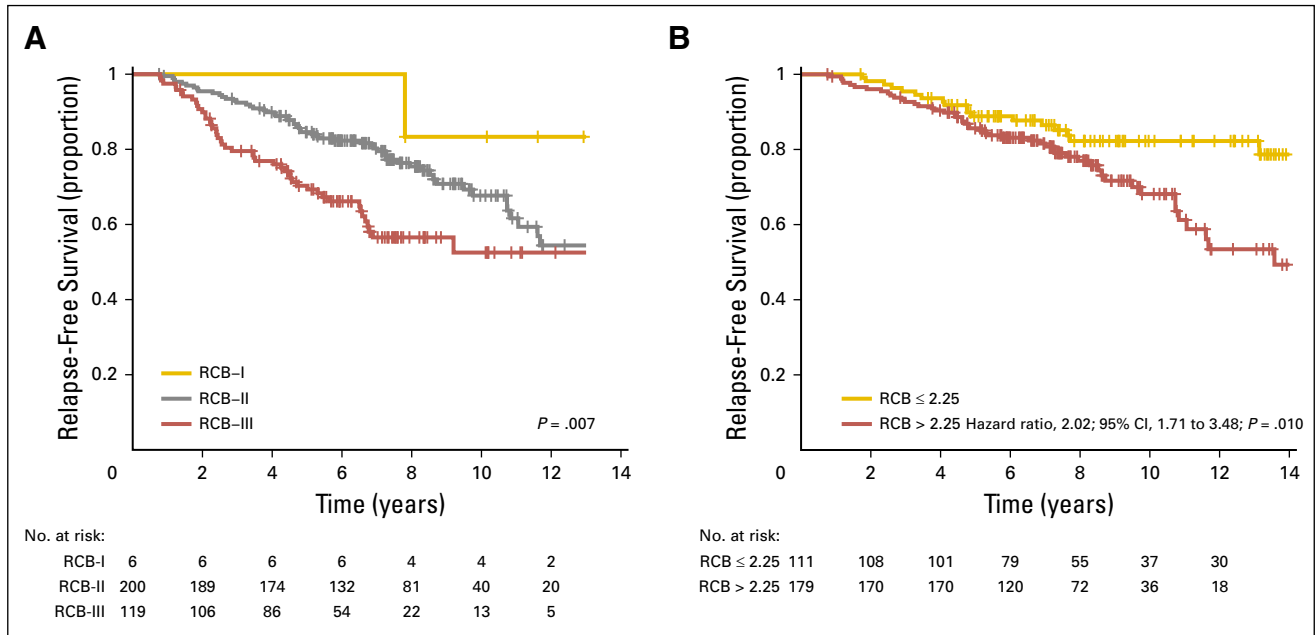 A
Relapse-Free Survival (proportion)
1
0.8
0.6
0.4
0.2
RCB–I
RCB–II
RCB–III
P = .007
0 2 4 6 8 10 12 14
Time (years)
No. at risk:
RCB-I 6 6 6 6 4 4 2
RCB-II 200 189 174 132 81 40 20
RCB-III 119 106 86 54 22 13 5
B
Relapse-Free Survival (proportion)
1
0.8
0.6
0.4
0.2
RCB ≤ 2.25
RCB > 2.25 Hazard ratio, 2.02; 95% CI, 1.71 to 3.48; P = .010
0 2 4 6 8 10 12 14
Time (years)
No. at risk:
RCB ≤ 2.25 111 108 101 79 55 37 30
RCB > 2.25 179 170 170 120 72 36 18